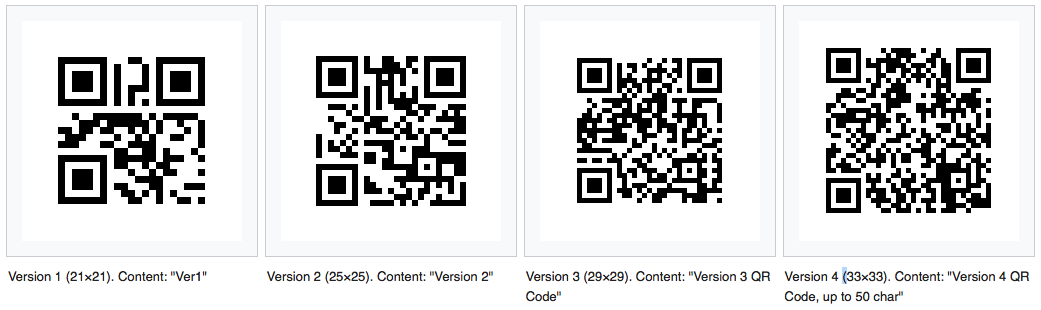 Version 1 (21×21). Content: "Ver1"
Version 2 (25×25). Content: "Version 2"
Version 3 (29×29). Content: "Version 3 QR
Code"
Version 4 (33×33). Content: "Version 4 QR
Code, up to 50 char"